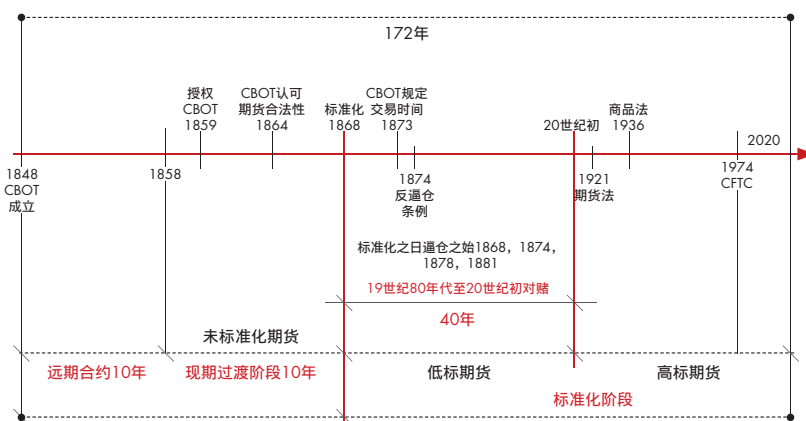 172年
授权
CBOT
1859
CBOT认可
期货合法性
1864
标准化
1868
CBOT规定
交易时间
1873
20世纪初
商品法
1936
2020
1848
CBOT
成立
1858
1874
反逼仓
条例
1921
期货法
1974
CFTC
标准化之日逼仓之始1868，1874，
1878，1881
19世纪80年代至20世纪初对赌
40年
未标准化期货
远期合约10年
现期过渡阶段10年
低标期货
高标期货
标准化阶段